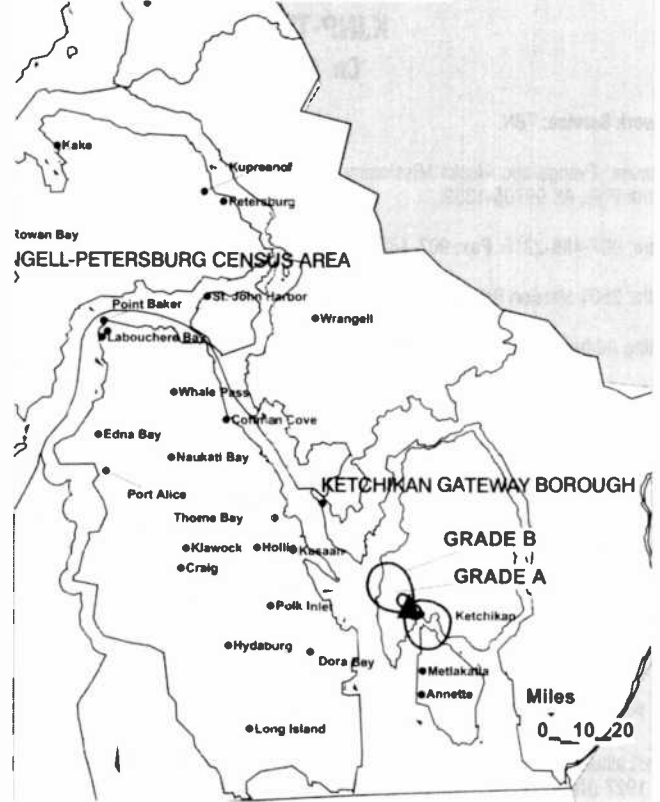 Kake
Kupreanof
Petersburg
Rowan Bay
NGELL-PETERSBURG CENSUS AREA
St. John Harbor
Point Baker
Wrangell
Labouchere Bay
Whale Pass
Coffman Cove
Edna Bay
Naukati Bay
Port Alice
KETCHIKAN GATEWAY BOROUGH
Thorne Bay
GRADE B
Klawock
Hollis
Kasaan
Craig
GRADE A
Polk Inlet
Ketchikan
Hydaburg
Dora Bay
Metlakatla
Annette
Miles
Long Island
0 10 20